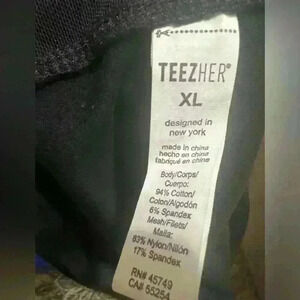 TEEZHER®
XL
designed in
new york
made in china
hecho en china
fabriqué en china
Body/Corps/
Cuerpo:
94% Cotton/
Coton/Algodón
6% Spandex
Mesh/Filets/
Malla:
83% Nylon/Nilón
17% Spandex
RN# 45749
CA# 55254